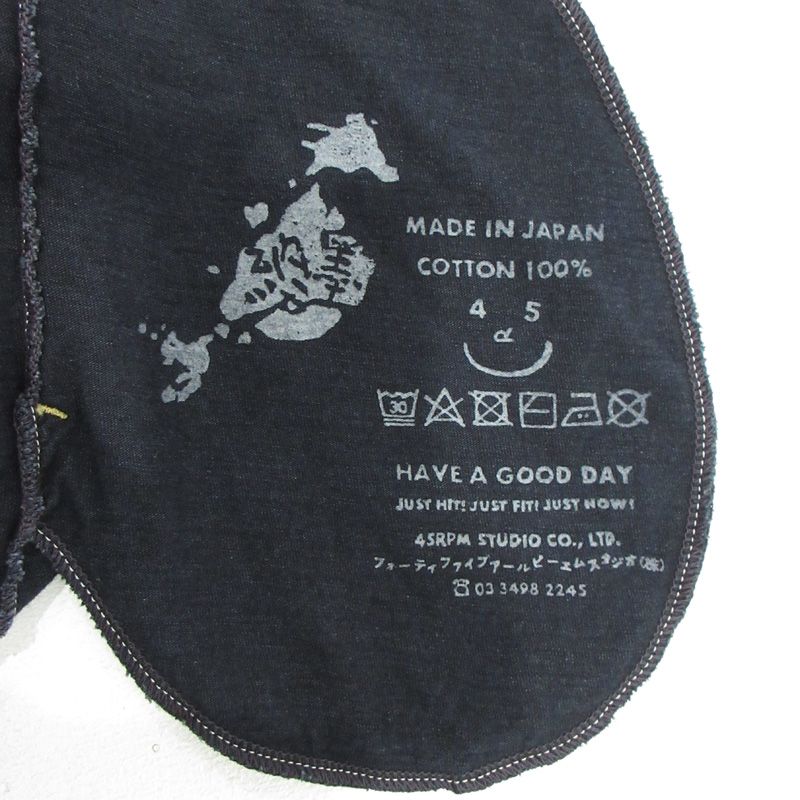 MADE IN JAPAN
COTTON 100%
4 5
R
30
HAVE A GOOD DAY
JUST HIT! JUST FIT! JUST NOW!
45RPM STUDIO CO., LTD.
フォーティファイブアールピーエムスタジオ(株)
☎03 3498 2245